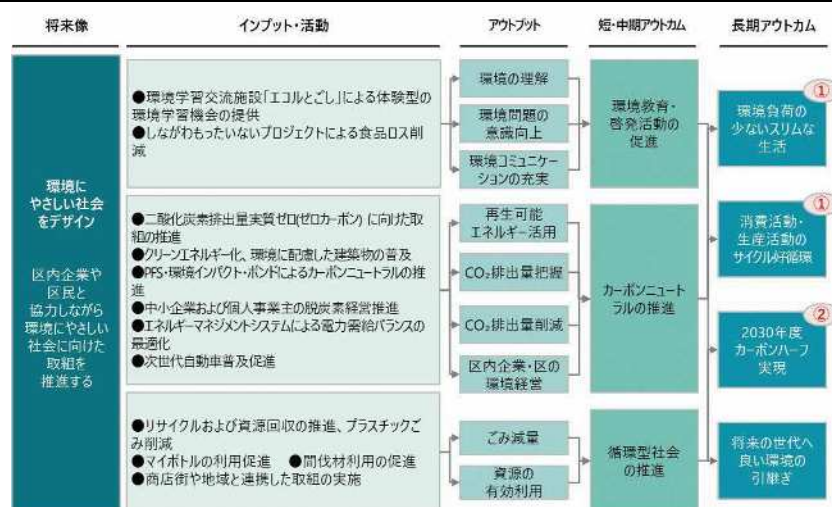 将来像
インプット・活動
アウトプット
短・中期アウトカム
長期アウトカム
環境に
やさしい社会
をデザイン
区内企業や
区民と
協力しながら
環境にやさしい
社会に向けた
取組を
推進する
●環境学習交流施設「エコルとごし」による体験型の
環境学習機会の提供
●しながわもったいないプロジェクトによる食品ロス削
減
●二酸化炭素排出量実質ゼロ(ゼロカーボン)に向けた取
組の推進
●クリーンエネルギー化、環境に配慮した建築物の普及
●PFS・環境インパクト・ボンドによるカーボンニュートラルの推
進
●中小企業および個人事業主の脱炭素経営推進
●エネルギーマネジメントシステムによる電力需給バランスの
最適化
●次世代自動車普及促進
●リサイクルおよび資源回収の推進、プラスチックご
み削減
●マイボトルの利用促進 ●間伐材利用の促進
●商店街や地域と連携した取組の実施
環境の理解
環境問題の
意識向上
環境コミュニケー
ションの充実
再生可能
エネルギー活用
CO₂排出量把握
CO₂排出量削減
区内企業・区の
環境経営
ごみ減量
資源の
有効利用
環境教育・
啓発活動の
促進
カーボンニュート
ラルの推進
循環型社会
の推進
①
環境負荷の
少ないスリムな
生活
①
消費活動・
生産活動の
サイクル好循環
②
2030年度
カーボンハーフ
実現
将来の世代へ
良い環境の
引継ぎ